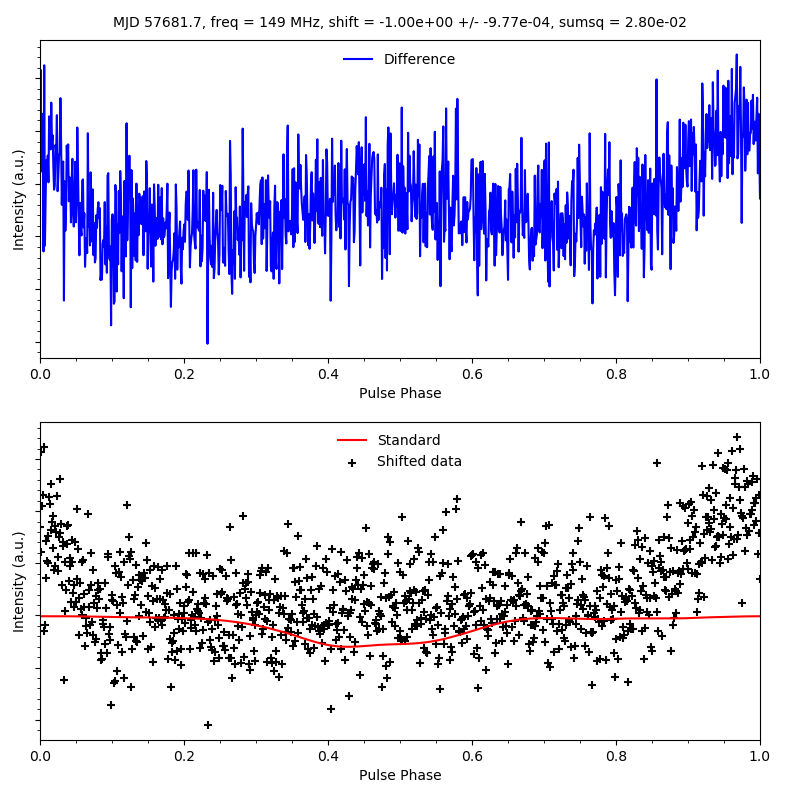 MJD 57681.7, freq = 149 MHz, shift = -1.00e+00 +/- -9.77e-04, sumsq = 2.80e-02
Difference
Intensity (a.u.)
0.0 0.2 0.4 0.6 0.8 1.0
Pulse Phase
Standard
Shifted data
Intensity (a.u.)
0.0 0.2 0.4 0.6 0.8 1.0
Pulse Phase